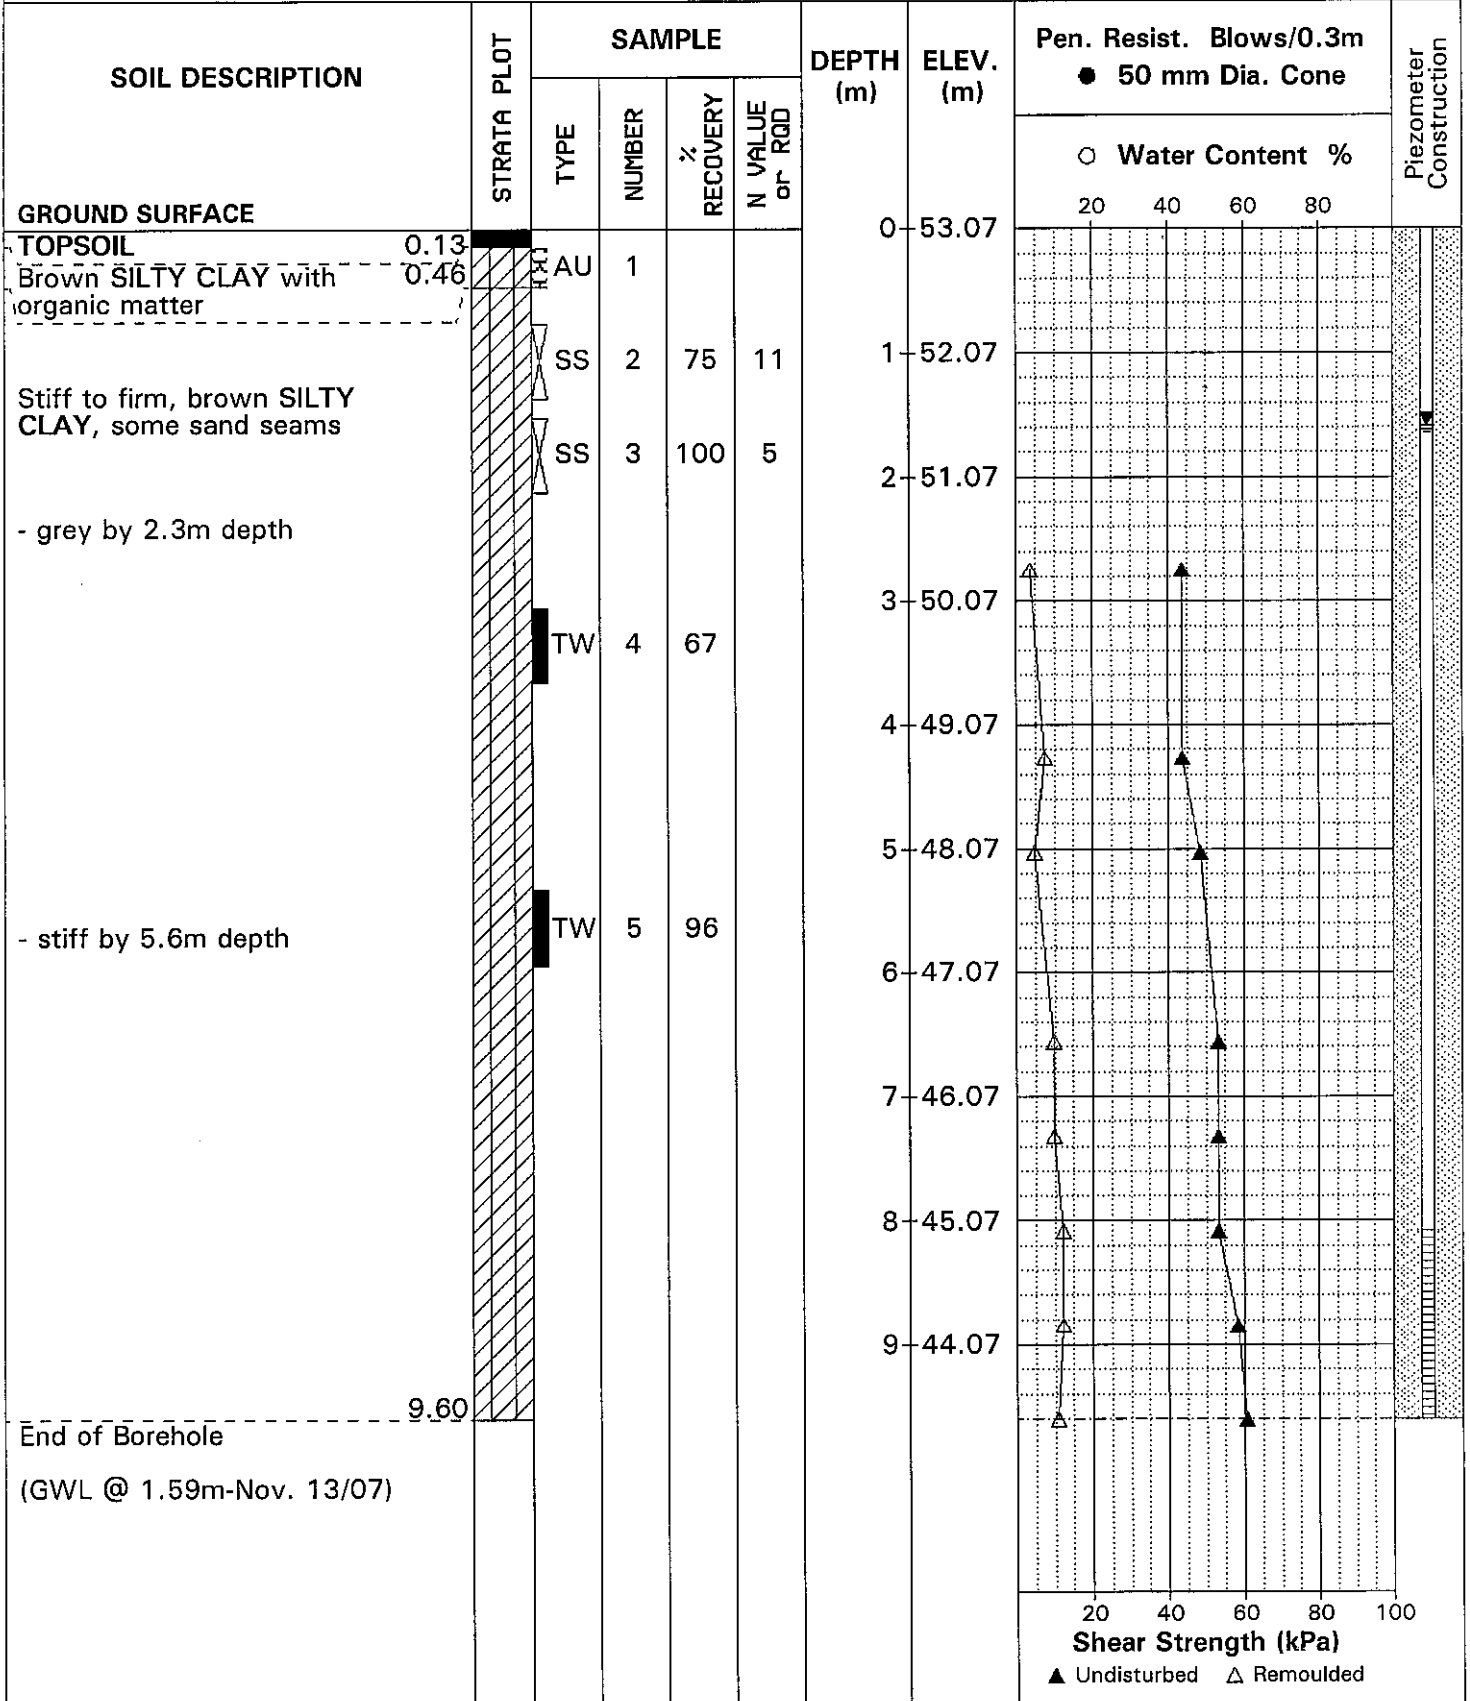 SOIL DESCRIPTION
STRATA PLOT
SAMPLE
TYPE
NUMBER
% RECOVERY
N VALUE or RQD
DEPTH (m)
ELEV. (m)
Pen. Resist. Blows/0.3m
● 50 mm Dia. Cone
○ Water Content %
Piezometer Construction
20 40 60 80
GROUND SURFACE
0 53.07
TOPSOIL 0.13
Brown SILTY CLAY with 0.46
organic matter
AU 1
SS 2 75 11
1 52.07
Stiff to firm, brown SILTY
CLAY, some sand seams
SS 3 100 5
2 51.07
- grey by 2.3m depth
3 50.07
TW 4 67
4 49.07
5 48.07
TW 5 96
- stiff by 5.6m depth
6 47.07
7 46.07
8 45.07
9 44.07
9.60
End of Borehole
(GWL @ 1.59m-Nov. 13/07)
20 40 60 80 100
Shear Strength (kPa)
▲ Undisturbed △ Remoulded